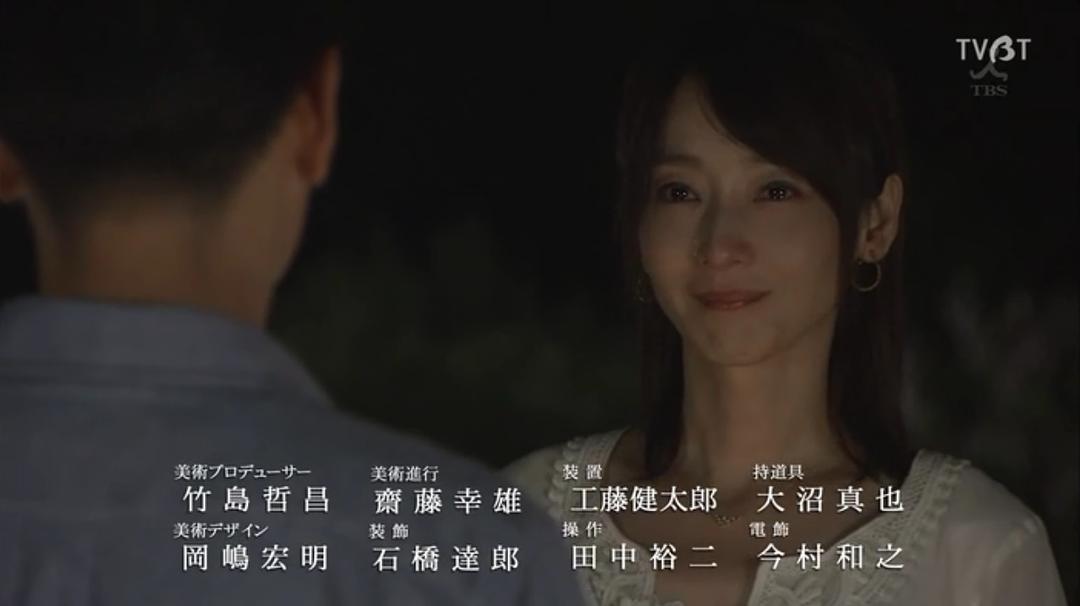 TVBT
TBS
美術プロデューサー 美術進行 装置 持道具
竹島哲昌 齋藤幸雄 工藤健太郎 大沼真也
美術デザイン 装飾 操作 電飾
岡嶋宏明 石橋達郎 田中裕二 今村和之